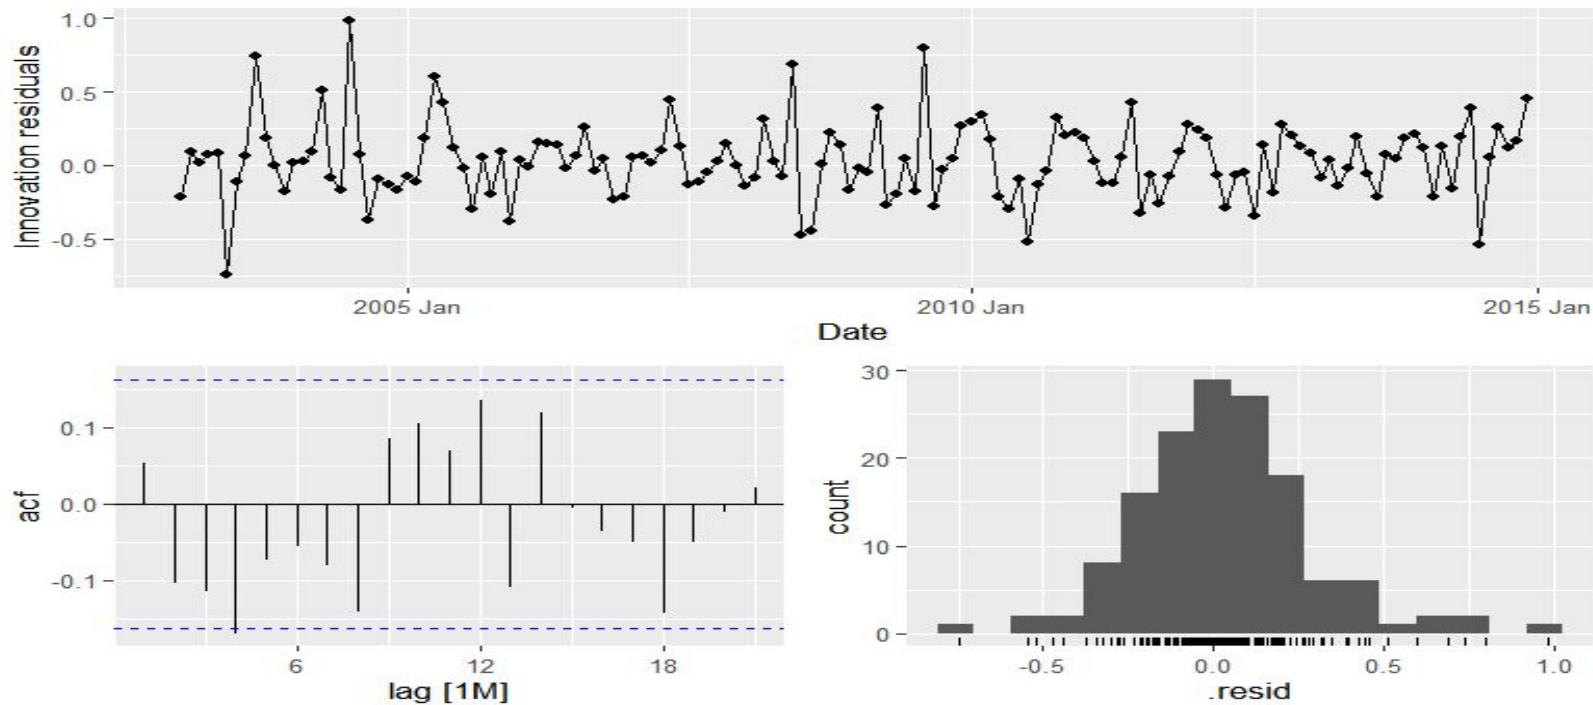 Innovation residuals
1.0
0.5
0.0
-0.5
2005 Jan
2010 Jan
2015 Jan
Date
acf
0.1
0.0
-0.1
6
12
18
lag [1M]
count
30
20
10
0
-0.5
0.0
0.5
1.0
.resid